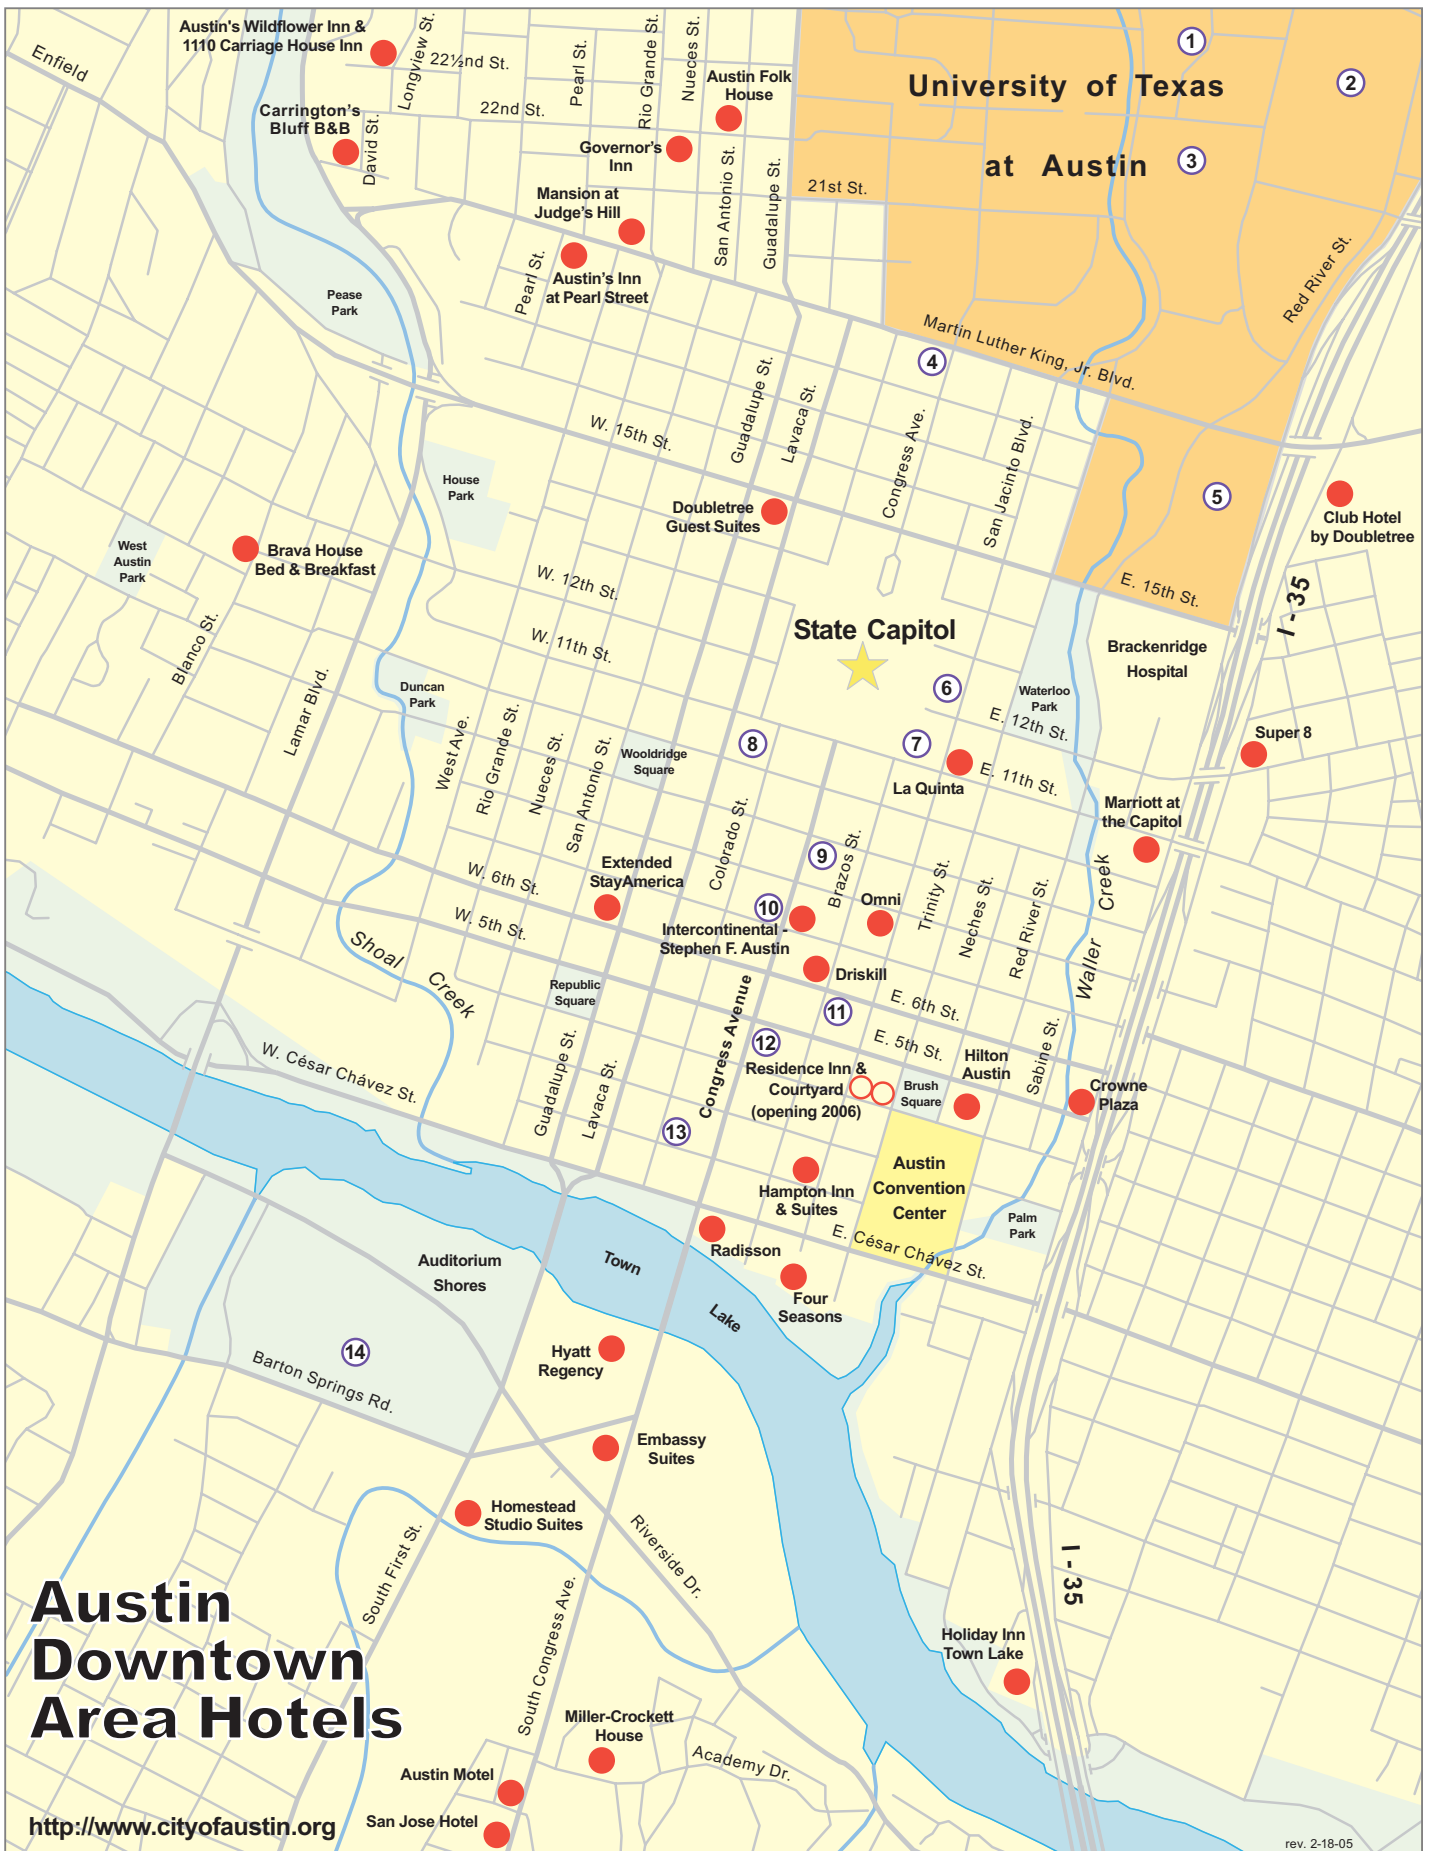 Austin's Wildflower Inn &
1110 Carriage House Inn
Enfield
Longview St.
22½nd St.
Pearl St.
Rio Grande St.
Nueces St.
Austin Folk
House
1
2
University of Texas
at Austin
3
Carrington's
Bluff B&B
David St.
22nd St.
Governor's
Inn
San Antonio St.
Guadalupe St.
21st St.
Mansion at
Judge's Hill
Pearl St.
Austin's Inn
at Pearl Street
Red River St.
Pease
Park
Martin Luther King, Jr. Blvd.
4
Guadalupe St.
Lavaca St.
Congress Ave.
San Jacinto Blvd.
W. 15th St.
House
Park
Doubletree
Guest Suites
5
Club Hotel
by Doubletree
West
Austin
Park
Brava House
Bed & Breakfast
W. 12th St.
E. 15th St.
I - 35
Blanco St.
W. 11th St.
State Capitol
Brackenridge
Hospital
Lamar Blvd.
Duncan
Park
6
Waterloo
Park
E. 12th St.
West Ave.
Rio Grande St.
Nueces St.
San Antonio St.
Wooldridge
Square
8
7
La Quinta
E. 11th St.
Super 8
Marriott at
the Capitol
Colorado St.
9
Brazos St.
Extended
StayAmerica
W. 6th St.
W. 5th St.
10
Intercontinental -
Stephen F. Austin
Omni
Trinity St.
Neches St.
Red River St.
Waller
Creek
Shoal
Creek
Driskill
Republic
Square
Congress Avenue
11
E. 6th St.
12
E. 5th St.
Hilton
Austin
Sabine St.
W. César Chávez St.
Guadalupe St.
Lavaca St.
Residence Inn &
Courtyard
(opening 2006)
Brush
Square
Crowne
Plaza
13
Hampton Inn
& Suites
Austin
Convention
Center
Palm
Park
E. César Chávez St.
Radisson
Four
Seasons
Auditorium
Shores
Town
Lake
14
Barton Springs Rd.
Hyatt
Regency
Embassy
Suites
Homestead
Studio Suites
South First St.
Riverside Dr.
I - 35
South Congress Ave.
Holiday Inn
Town Lake
Miller-Crockett
House
Academy Dr.
Austin Motel
San Jose Hotel
Austin
Downtown
Area Hotels
http://www.cityofaustin.org
rev. 2-18-05